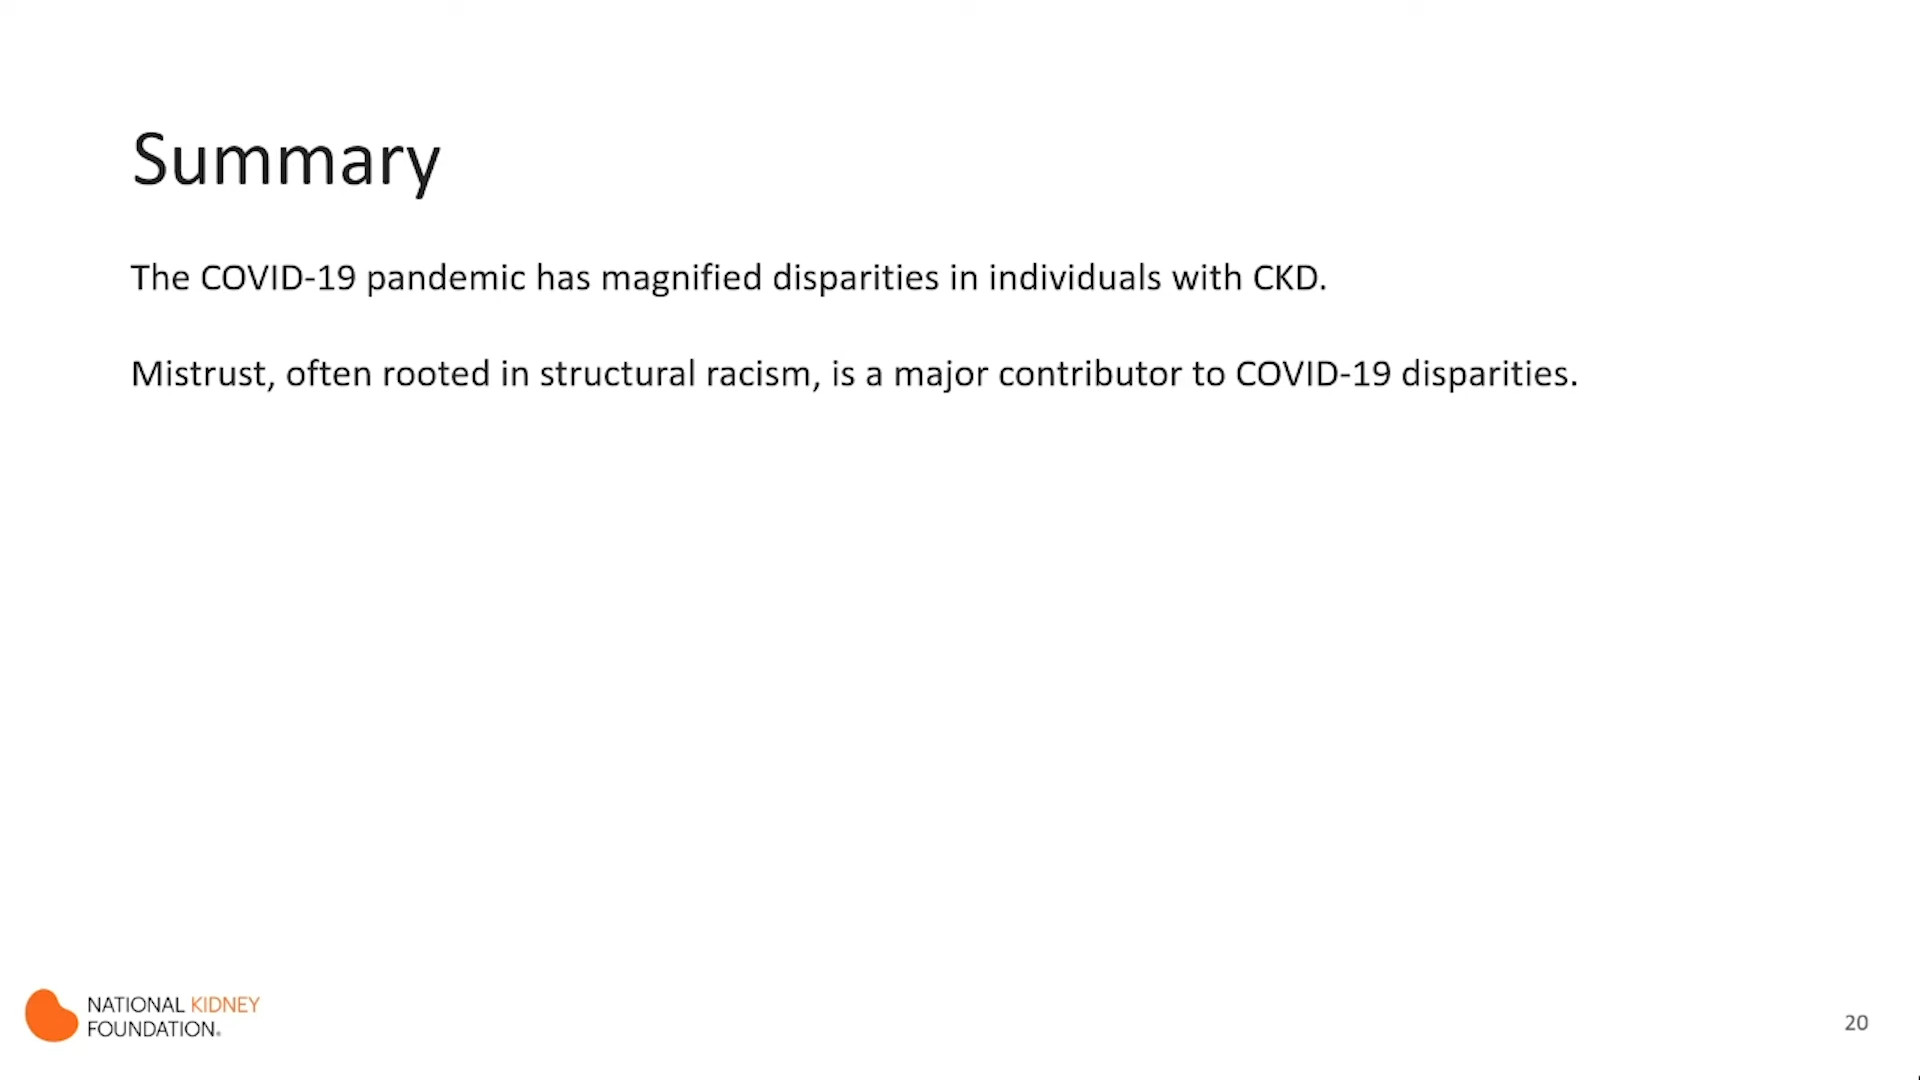 Summary
The COVID-19 pandemic has magnified disparities in individuals with CKD.
Mistrust, often rooted in structural racism, is a major contributor to COVID-19 disparities.
NATIONAL KIDNEY
FOUNDATION®
20